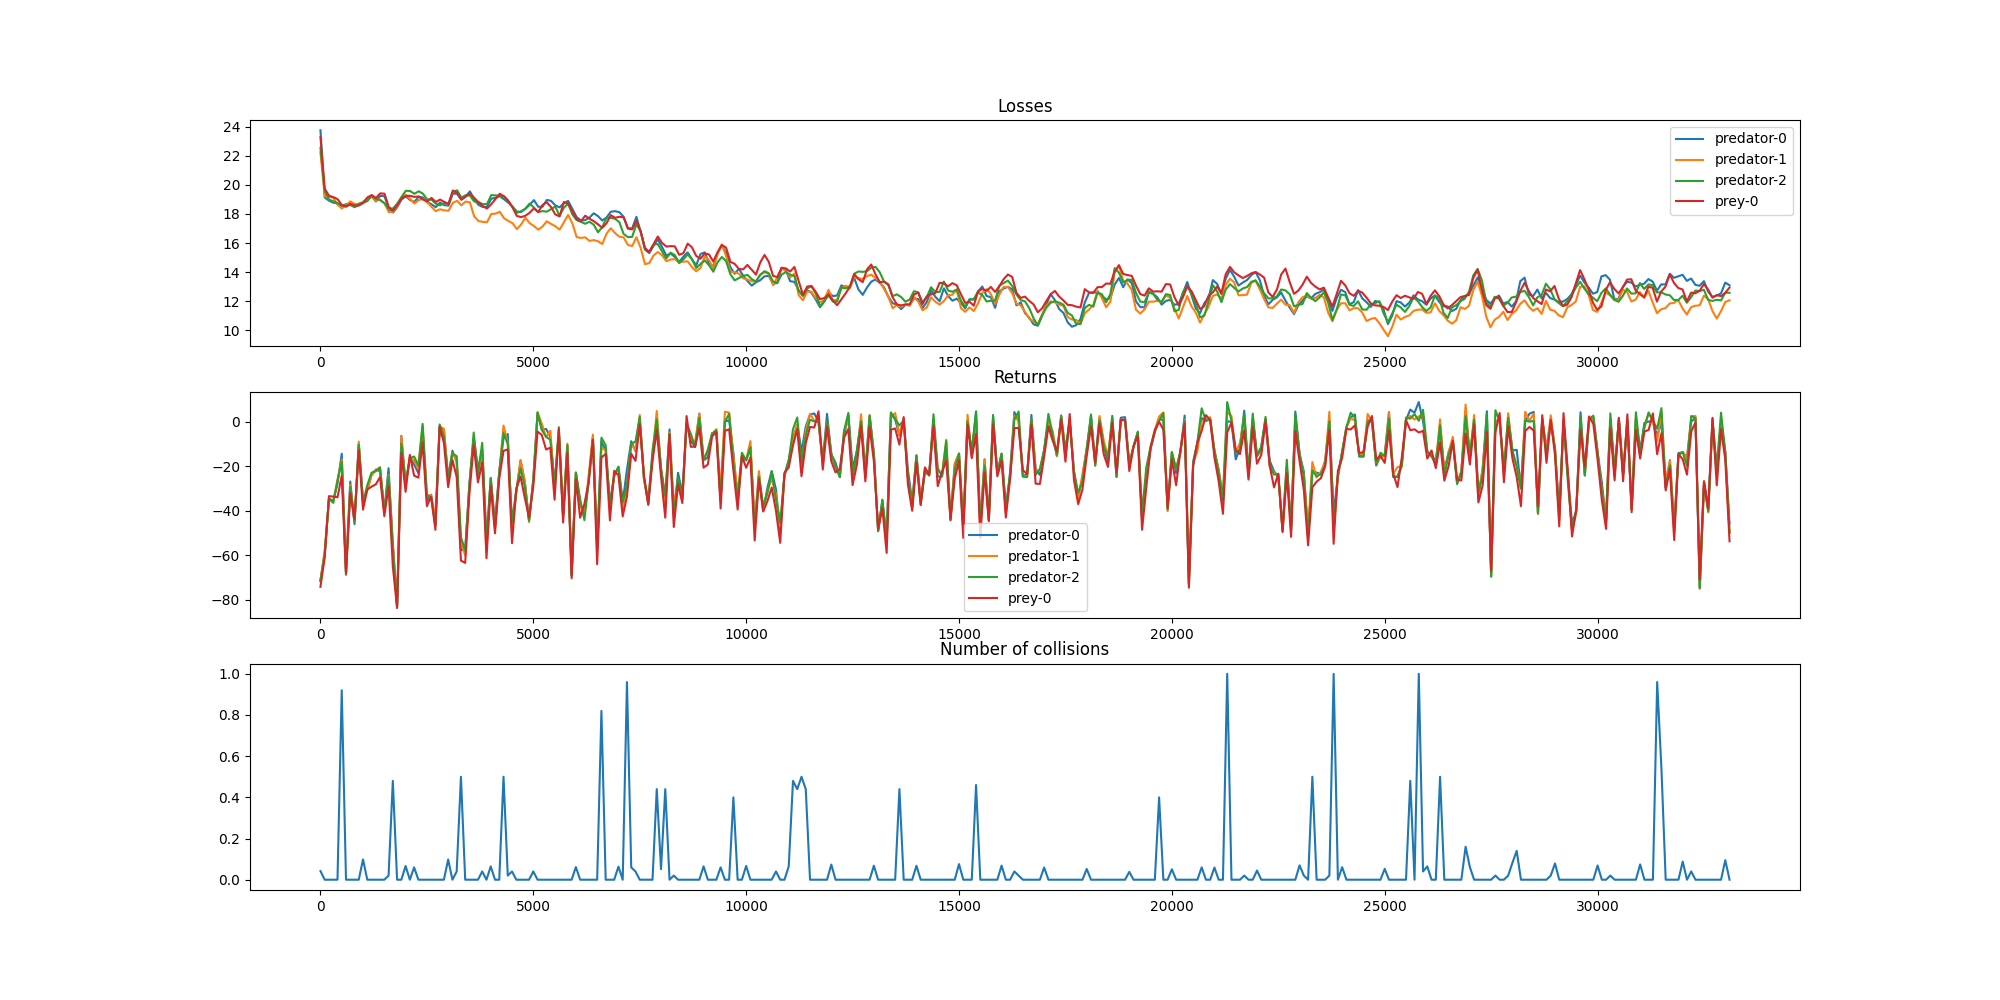 Losses
24
22
20
18
16
14
12
10
predator-0
predator-1
predator-2
prey-0
0 5000 10000 15000 20000 25000 30000
Returns
0
−20
−40
−60
−80
predator-0
predator-1
predator-2
prey-0
0 5000 10000 15000 20000 25000 30000
Number of collisions
1.0
0.8
0.6
0.4
0.2
0.0
0 5000 10000 15000 20000 25000 30000